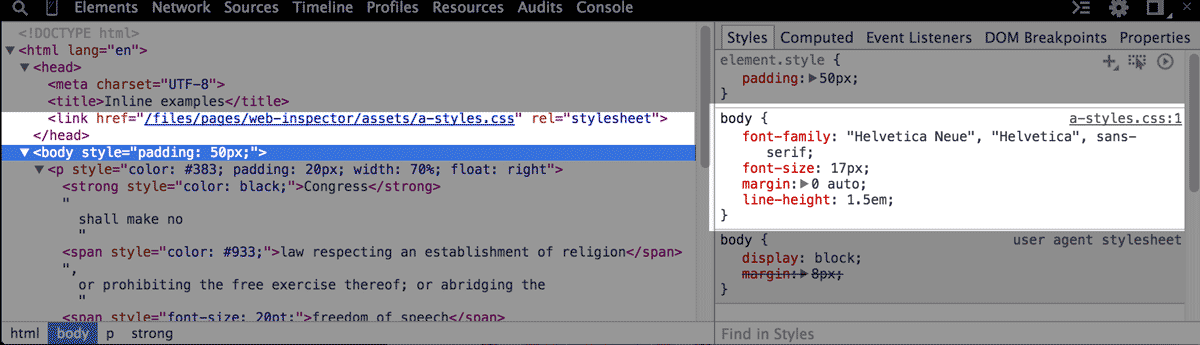 Elements Network Sources Timeline Profiles Resources Audits Console
<!DOCTYPE html>
<html lang="en">
<head>
<meta charset="UTF-8">
<title>Inline examples</title>
<link href="/files/pages/web-inspector/assets/a-styles.css" rel="stylesheet">
</head>
<body style="padding: 50px;">
<p style="color: #383; padding: 20px; width: 70%; float: right">
<strong style="color: black;">Congress</strong>
"
shall make no
"
<span style="color: #933;">law respecting an establishment of religion</span>
",
or prohibiting the free exercise thereof; or abridging the
"
<span style="font-size: 20pt;">freedom of speech</span>
html body p strong
Styles Computed Event Listeners DOM Breakpoints Properties
element.style {
padding: 50px;
}
body { a-styles.css:1
font-family: "Helvetica Neue", "Helvetica", sans-
serif;
font-size: 17px;
margin: 0 auto;
line-height: 1.5em;
}
body { user agent stylesheet
display: block;
margin: 8px;
}
Find in Styles